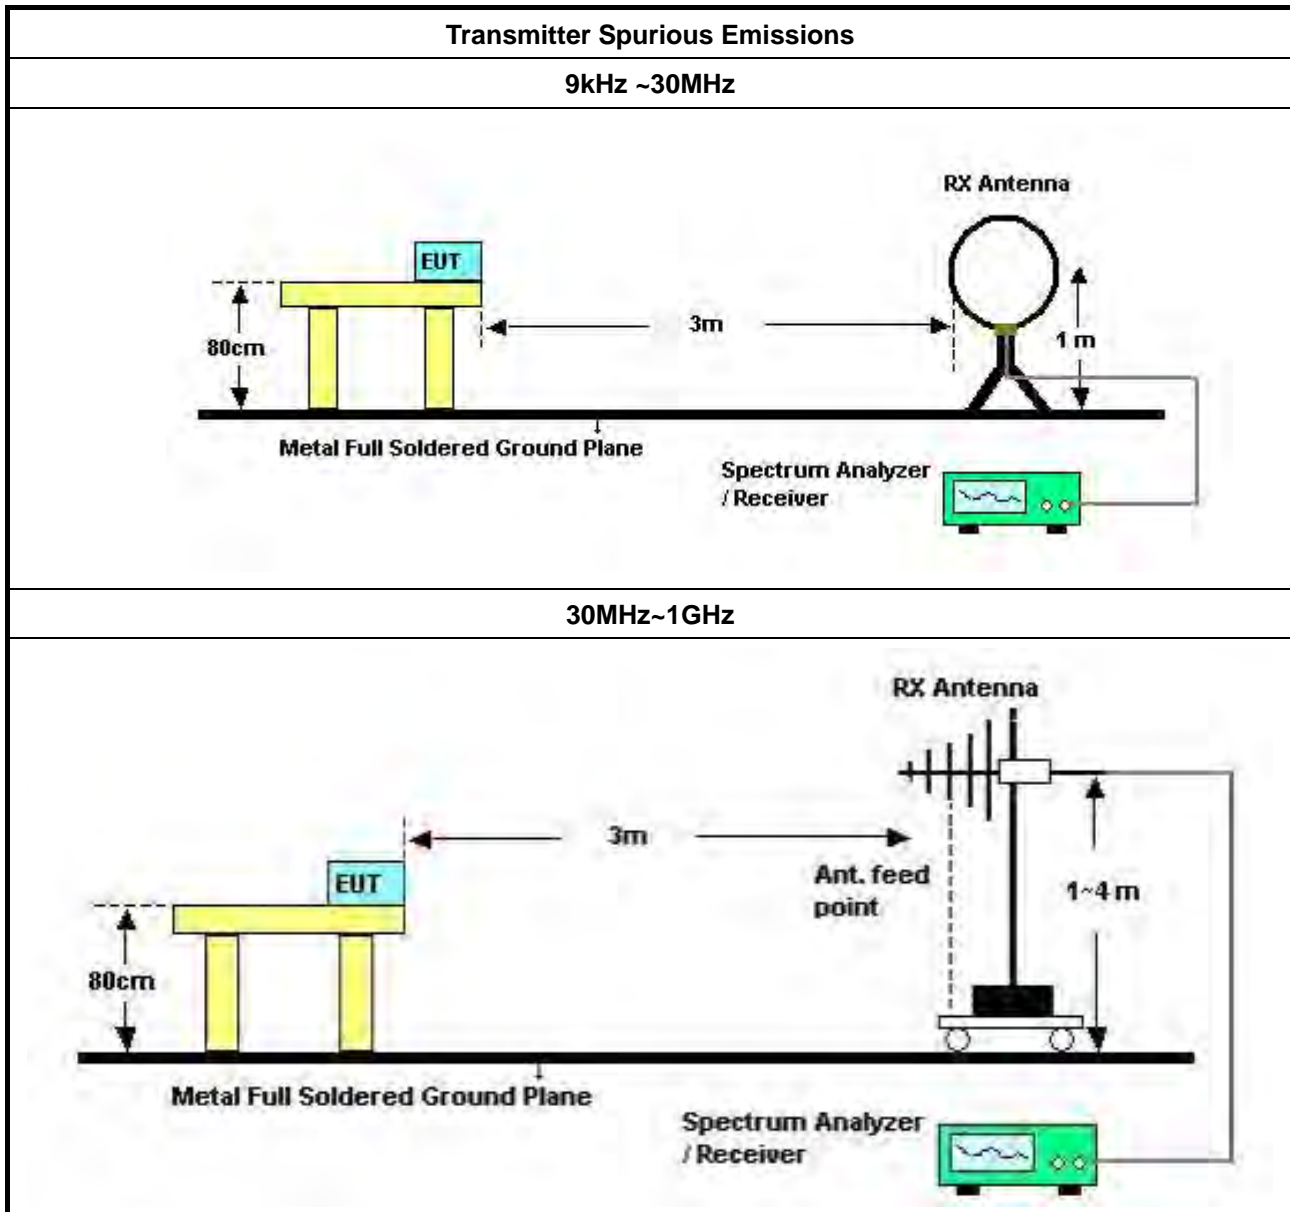 Transmitter Spurious Emissions
9kHz ~30MHz
RX Antenna
EUT
3m
80cm
1 m
Metal Full Soldered Ground Plane
Spectrum Analyzer
/ Receiver
30MHz~1GHz
RX Antenna
3m
EUT
Ant. feed
point
1~4 m
80cm
Metal Full Soldered Ground Plane
Spectrum Analyzer
/ Receiver